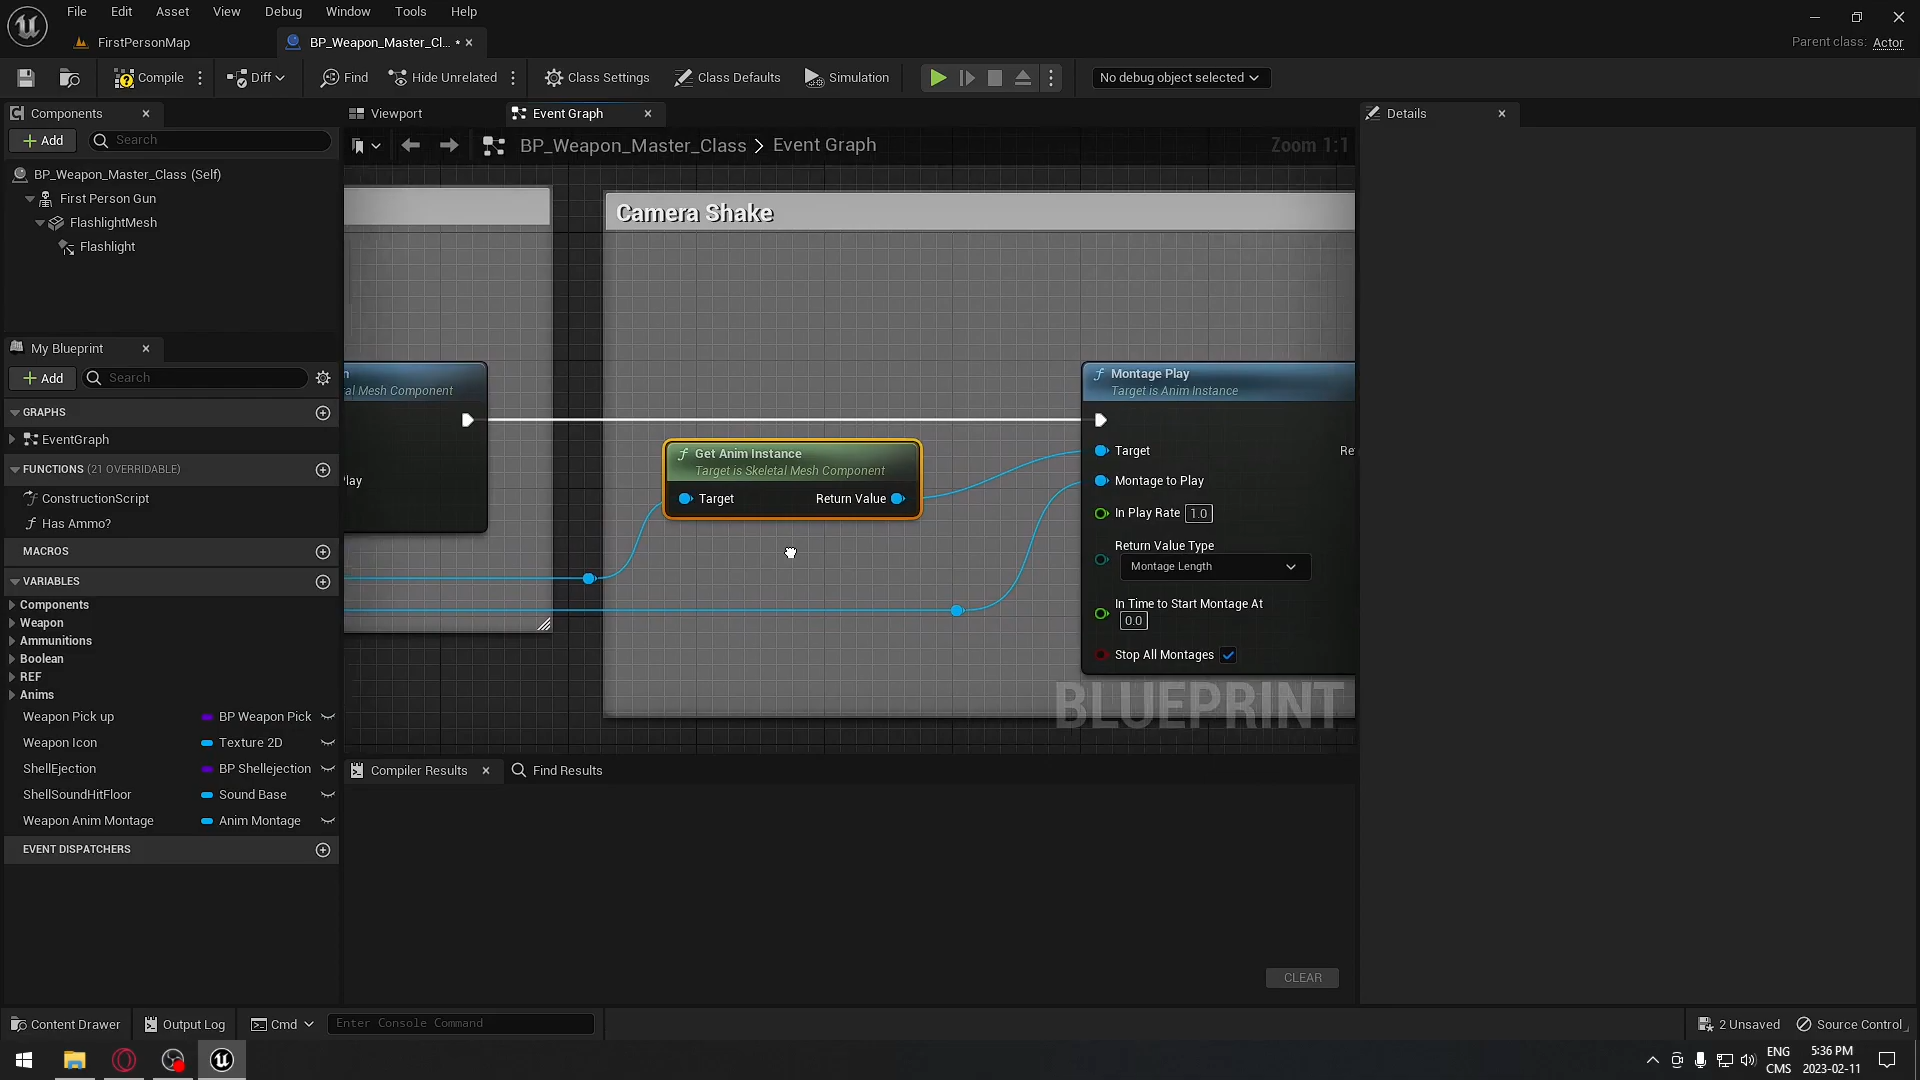 File Edit Asset View Debug Window Tools Help
FirstPersonMap
BP_Weapon_Master_Cl... *
Parent class: Actor
Compile
Diff
Find
Hide Unrelated
Class Settings
Class Defaults
Simulation
No debug object selected
Components
Viewport
Event Graph
Details
Add
Search
BP_Weapon_Master_Class > Event Graph
Zoom 1:1
BP_Weapon_Master_Class (Self)
First Person Gun
FlashlightMesh
Flashlight
Camera Shake
My Blueprint
Add
Search
GRAPHS
EventGraph
FUNCTIONS (21 OVERRIDABLE)
ConstructionScript
Has Ammo?
MACROS
VARIABLES
Components
Weapon
Ammunitions
Boolean
REF
Anims
Weapon Pick up BP Weapon Pick
Weapon Icon Texture 2D
ShellEjection BP Shellejection
ShellSoundHitFloor Sound Base
Weapon Anim Montage Anim Montage
EVENT DISPATCHERS
n
al Mesh Component
lay
Get Anim Instance
Target is Skeletal Mesh Component
Target Return Value
Montage Play
Target is Anim Instance
Target Re
Montage to Play
In Play Rate 1.0
Return Value Type
Montage Length
In Time to Start Montage At
0.0
Stop All Montages
BLUEPRINT
Compiler Results
Find Results
CLEAR
Content Drawer
Output Log
Cmd
Enter Console Command
2 Unsaved
Source Control
ENG
CMS
5:36 PM
2023-02-11